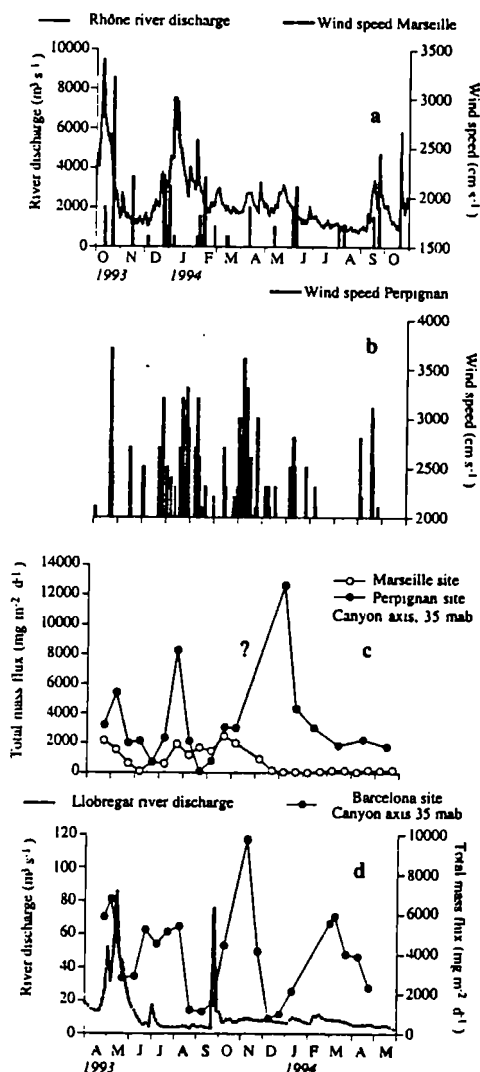 Rhône river discharge Wind speed Marseille
River discharge (m³ s⁻¹)
10000
8000
6000
4000
2000
0
a
3500
3000
2500
2000
1500
Wind speed (cm s⁻¹)
O N D J F M A M J J A S O
1993 1994
Wind speed Perpignan
b
4000
3500
3000
2500
2000
Wind speed (cm s⁻¹)
Total mass flux (mg m⁻² d⁻¹)
14000
12000
10000
8000
6000
4000
2000
0
?
Marseille site
Perpignan site
Canyon axis, 35 mab
c
Llobregat river discharge Barcelona site
Canyon axis 35 mab
River discharge (m³ s⁻¹)
120
100
80
60
40
20
0
d
10000
8000
6000
4000
2000
0
Total mass flux (mg m⁻² d⁻¹)
A M J J A S O N D J F M A M
1993 1994